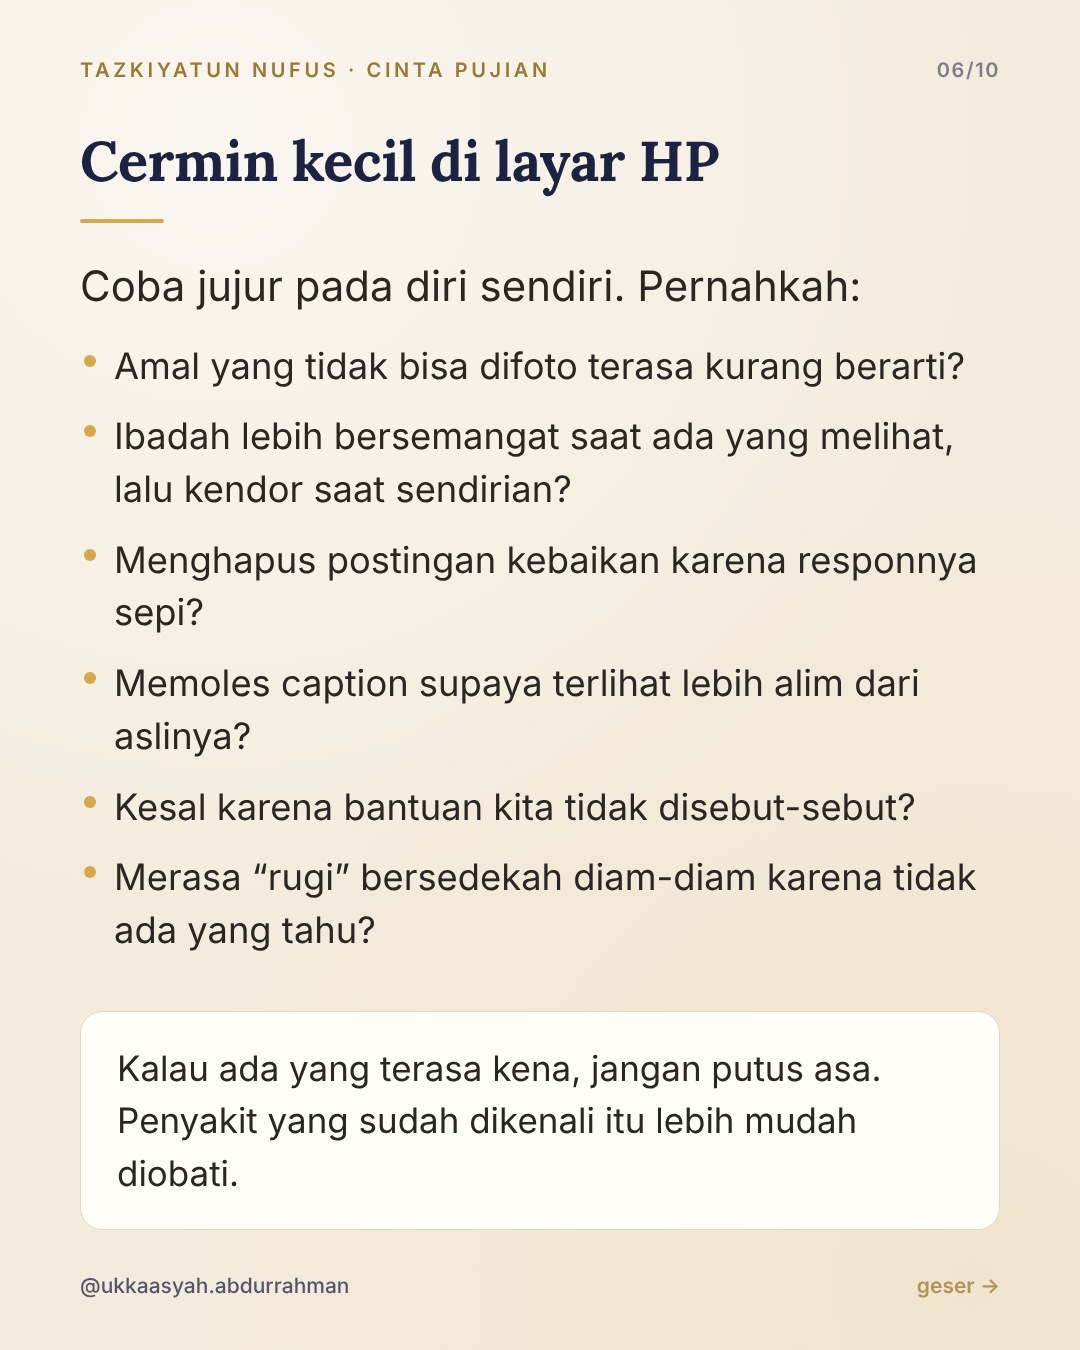 TAZKIYATUN NUFUS · CINTA PUJIAN
06/10
Cermin kecil di layar HP
Coba jujur pada diri sendiri. Pernahkah:
• Amal yang tidak bisa difoto terasa kurang berarti?
• Ibadah lebih bersemangat saat ada yang melihat,
lalu kendor saat sendirian?
• Menghapus postingan kebaikan karena responnya
sepi?
• Memoles caption supaya terlihat lebih alim dari
aslinya?
• Kesal karena bantuan kita tidak disebut-sebut?
• Merasa “rugi” bersedekah diam-diam karena tidak
ada yang tahu?
Kalau ada yang terasa kena, jangan putus asa.
Penyakit yang sudah dikenali itu lebih mudah
diobati.
@ukkaasyah.abdurrahman
geser →